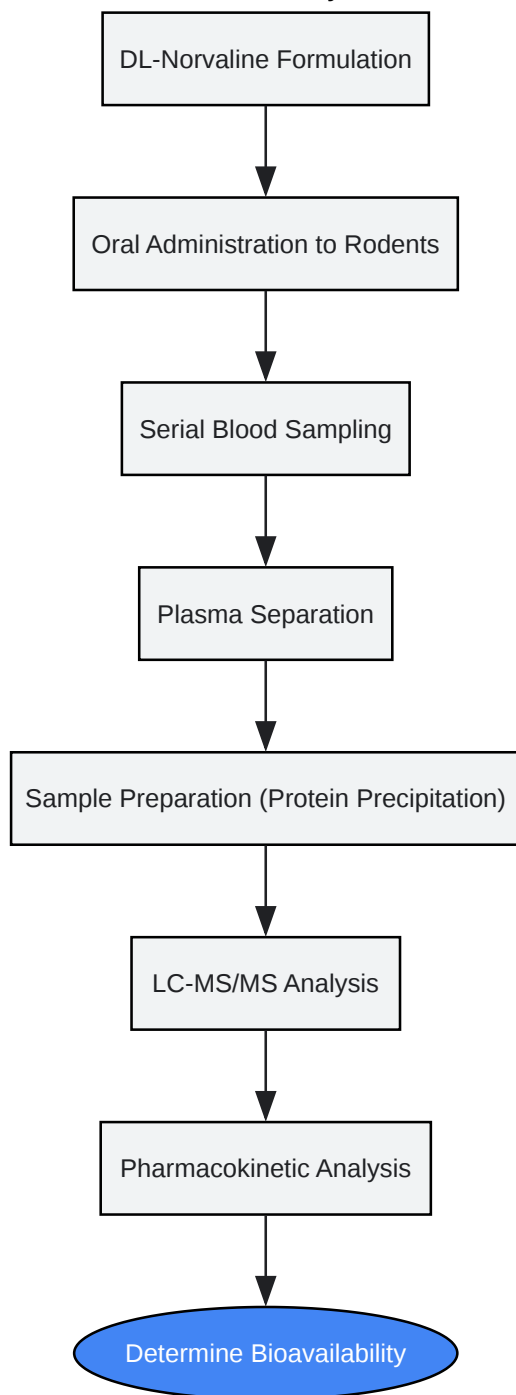 DL-Norvaline Formulation
Oral Administration to Rodents
Serial Blood Sampling
Plasma Separation
Sample Preparation (Protein Precipitation)
LC-MS/MS Analysis
Pharmacokinetic Analysis
Determine Bioavailability